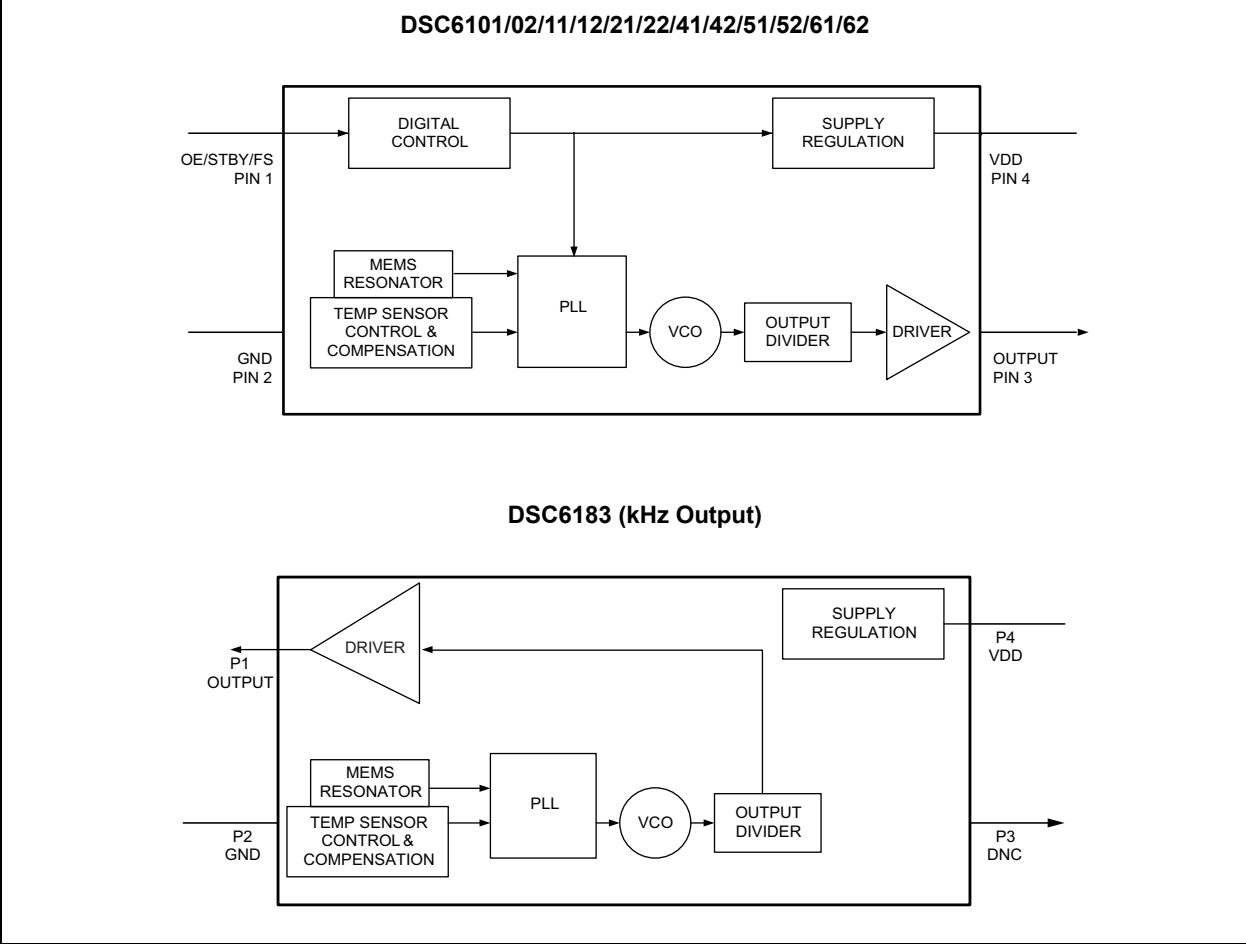 DSC6101/02/11/12/21/22/41/42/51/52/61/62
DIGITAL
CONTROL
SUPPLY
REGULATION
OE/STBY/FS
PIN 1
VDD
PIN 4
MEMS
RESONATOR
TEMP SENSOR
CONTROL &
COMPENSATION
PLL
VCO
OUTPUT
DIVIDER
DRIVER
GND
PIN 2
OUTPUT
PIN 3
DSC6183 (kHz Output)
SUPPLY
REGULATION
DRIVER
P1
OUTPUT
P4
VDD
MEMS
RESONATOR
TEMP SENSOR
CONTROL &
COMPENSATION
PLL
VCO
OUTPUT
DIVIDER
P2
GND
P3
DNC